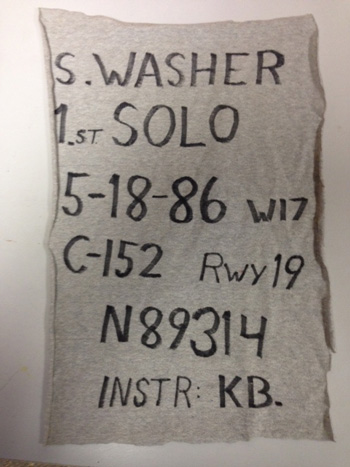 S. WASHER
1.ST. SOLO
5-18-86 W17
C-152 Rwy 19
N89314
INSTR: KB.